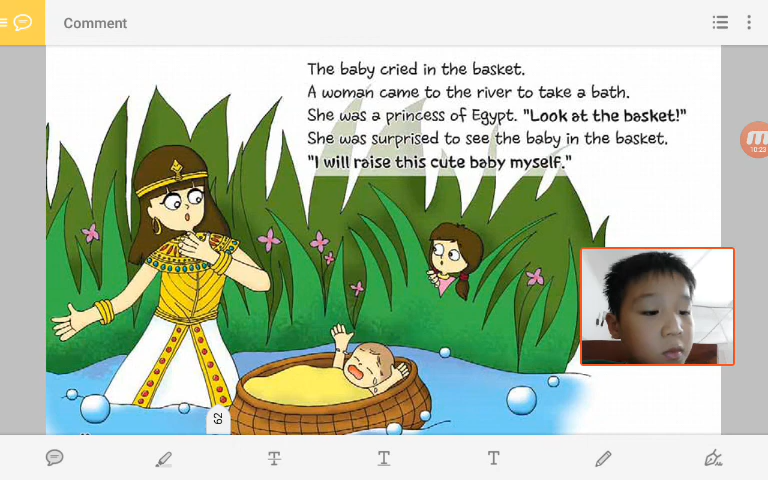 Comment
The baby cried in the basket.
A woman came to the river to take a bath.
She was a princess of Egypt. "Look at the basket!"
She was surprised to see the baby in the basket.
"I will raise this cute baby myself."
10:23
62